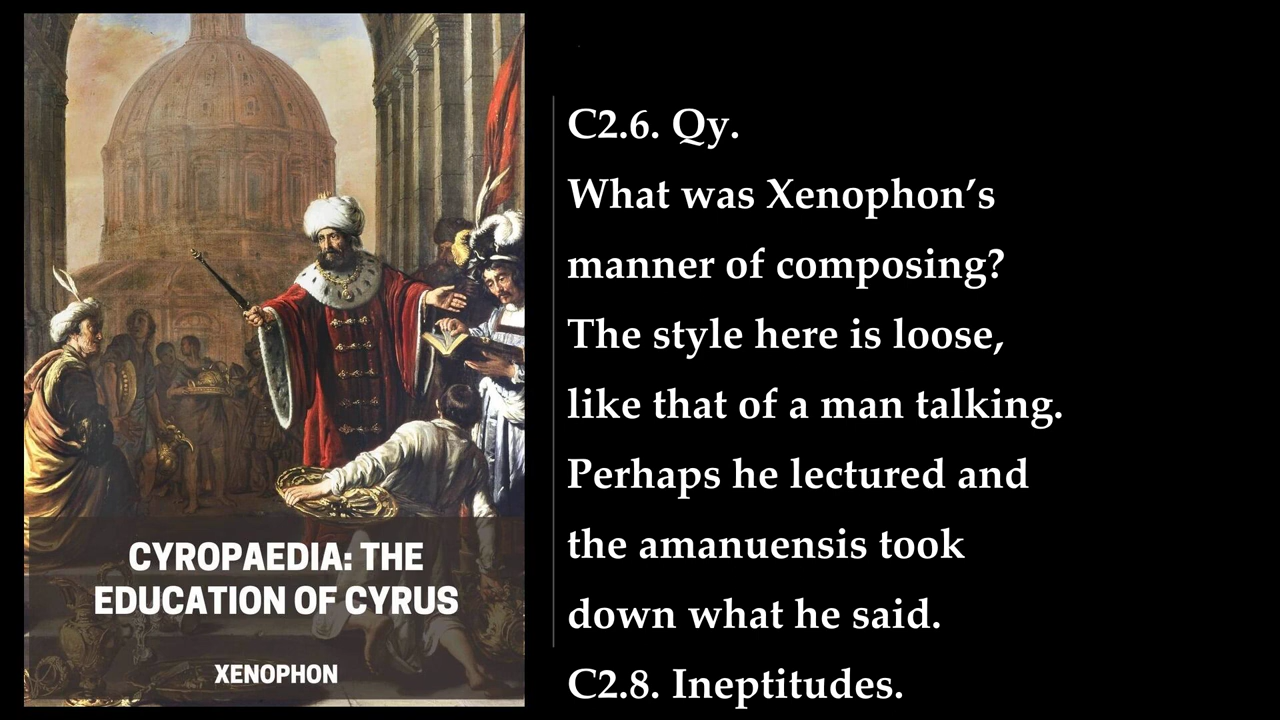 CYROPAEDIA: THE
EDUCATION OF CYRUS
XENOPHON
C2.6. Qy.
What was Xenophon’s
manner of composing?
The style here is loose,
like that of a man talking.
Perhaps he lectured and
the amanuensis took
down what he said.
C2.8. Ineptitudes.